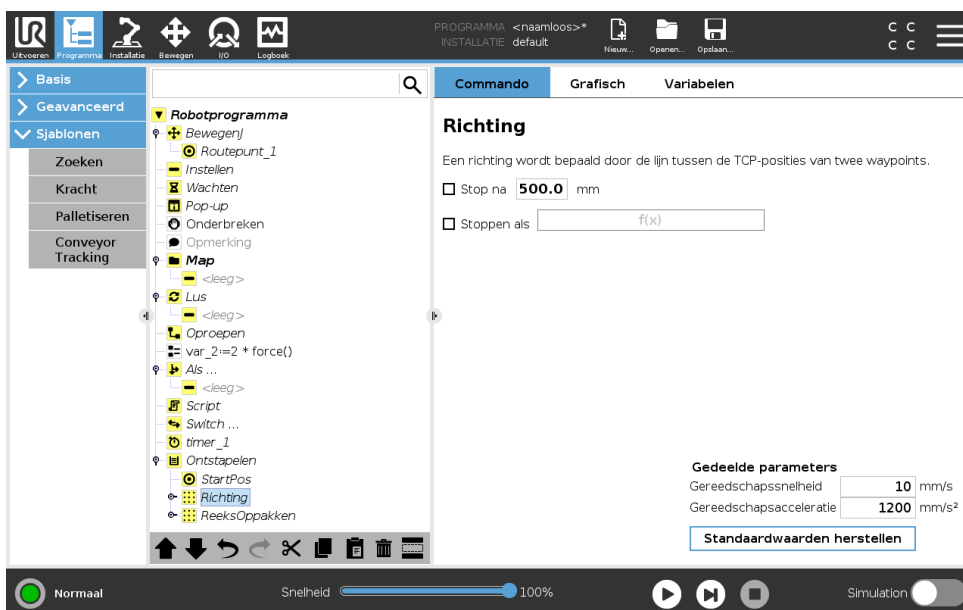 UR
Uitvoeren
Programma
Installatie
Bewegen
I/O
Logboek
PROGRAMMA <naamloos>*
INSTALLATIE default
Nieuw...
Openen...
Opslaan...
C C
C C
Basis
Geavanceerd
Sjablonen
Zoeken
Kracht
Palletiseren
Conveyor
Tracking
Robotprogramma
BewegenJ
Routepunt_1
Instellen
Wachten
Pop-up
Onderbreken
Opmerking
Map
<leeg>
Lus
<leeg>
Oproepen
var_2:=2 * force()
Als ...
<leeg>
Script
Switch ...
timer_1
Ontstapelen
StartPos
Richting
ReeksOppakken
Commando Grafisch Variabelen
Richting
Een richting wordt bepaald door de lijn tussen de TCP-posities van twee waypoints.
Stop na 500.0 mm
Stoppen als f(x)
Gedeelde parameters
Gereedschapssnelheid 10 mm/s
Gereedschapsacceleratie 1200 mm/s²
Standaardwaarden herstellen
Normaal
Snelheid 100%
Simulation